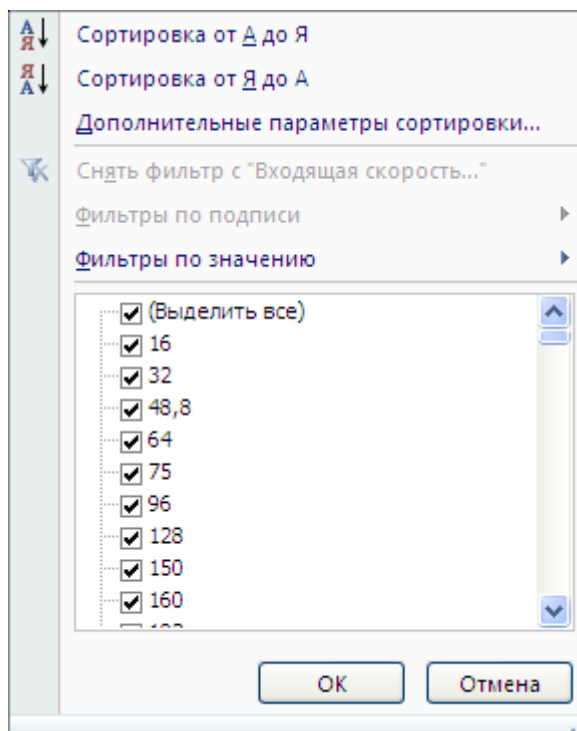 Сортировка от А до Я
Сортировка от Я до А
Дополнительные параметры сортировки...
Снять фильтр с "Входящая скорость..."
Фильтры по подписи
Фильтры по значению
(Выделить все)
16
32
48,8
64
75
96
128
150
160
ОК
Отмена